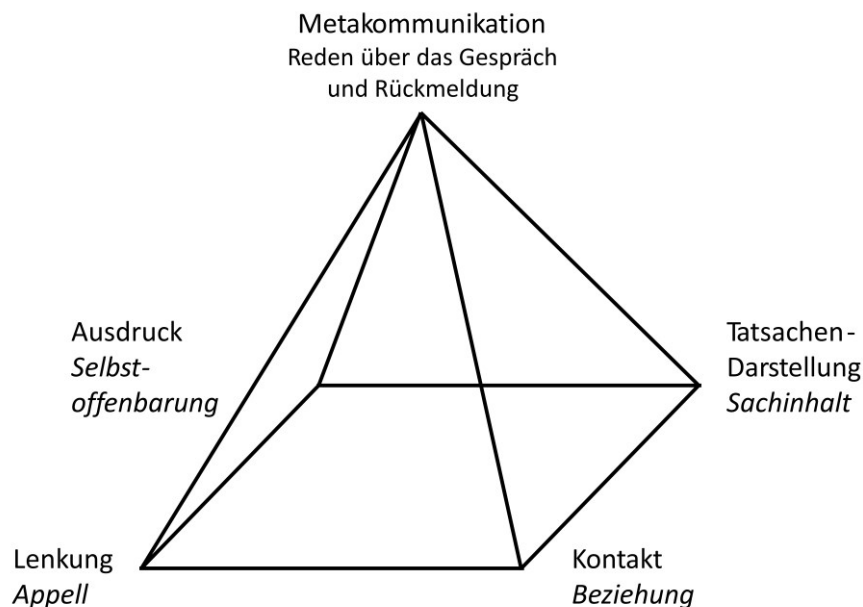 Metakommunikation
Reden über das Gespräch
und Rückmeldung
Ausdruck
Selbst-
offenbarung
Tatsachen-
Darstellung
Sachinhalt
Lenkung
Appell
Kontakt
Beziehung